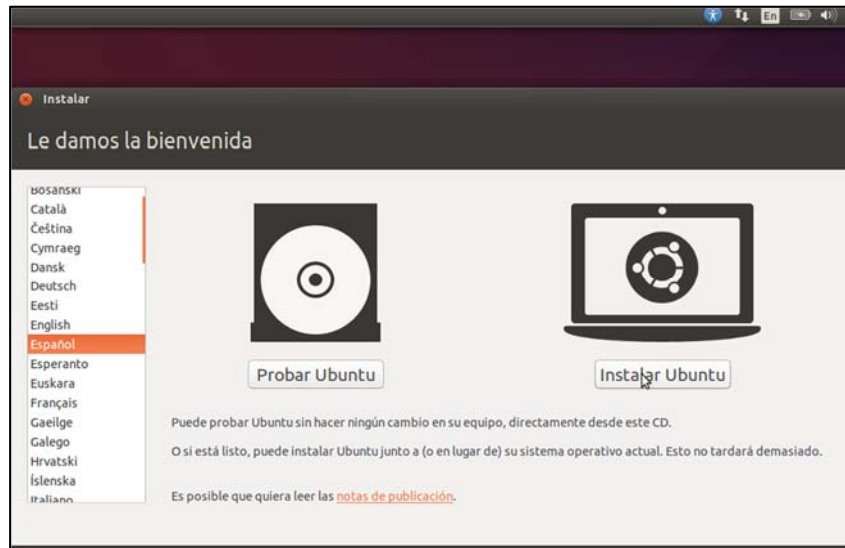 En
Instalar
Le damos la bienvenida
Bosanski
Català
Čeština
Cymraeg
Dansk
Deutsch
Eesti
English
Español
Esperanto
Euskara
Français
Gaeilge
Galego
Hrvatski
Íslenska
Italiano
Probar Ubuntu
Instalar Ubuntu
Puede probar Ubuntu sin hacer ningún cambio en su equipo, directamente desde este CD.
O si está listo, puede instalar Ubuntu junto a (o en lugar de) su sistema operativo actual. Esto no tardará demasiado.
Es posible que quiera leer las notas de publicación.